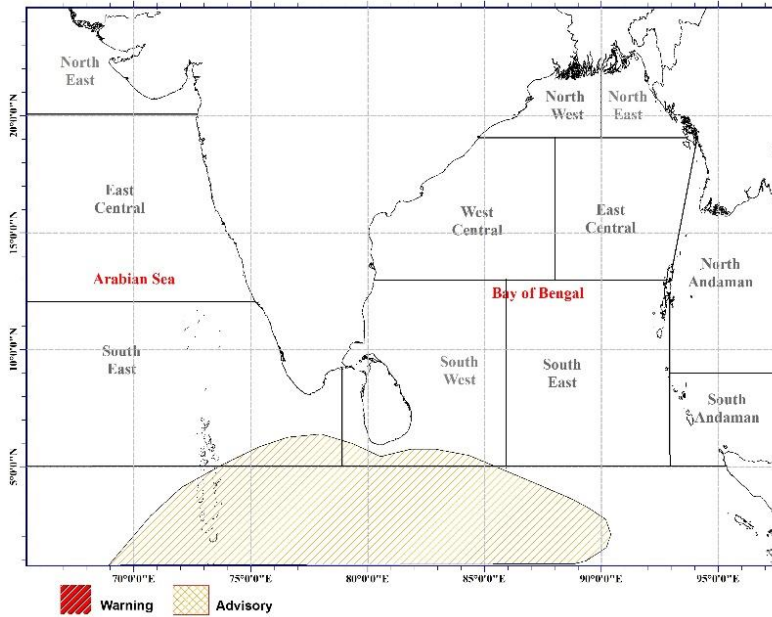 North
East
North
West
North
East
20°0'0"N
East
Central
West
Central
East
Central
15°0'0"N
Arabian Sea
Bay of Bengal
North
Andaman
10°0'0"N
South
East
South
West
South
East
South
Andaman
5°0'0"N
70°0'0"E
75°0'0"E
80°0'0"E
85°0'0"E
90°0'0"E
95°0'0"E
Warning
Advisory